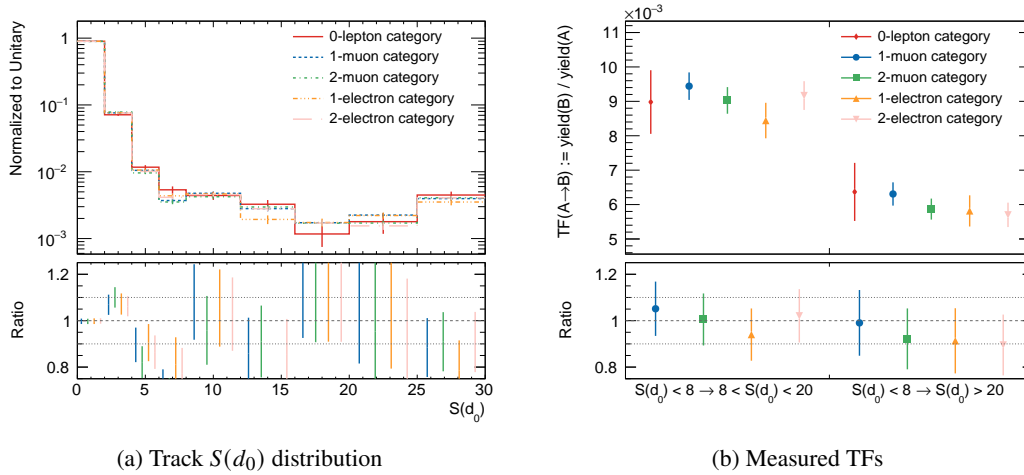 Normalized to Unitary
1
10⁻¹
10⁻²
10⁻³
0-lepton category
1-muon category
2-muon category
1-electron category
2-electron category
Ratio
1.2
1
0.8
0 5 10 15 20 25 30
S(d₀)
(a) Track S(d₀) distribution
×10⁻³
TF(A→B) := yield(B) / yield(A)
11
10
9
8
7
6
5
0-lepton category
1-muon category
2-muon category
1-electron category
2-electron category
Ratio
1.2
1
0.8
S(d₀) < 8 → 8 < S(d₀) < 20 S(d₀) < 8 → S(d₀) > 20
(b) Measured TFs